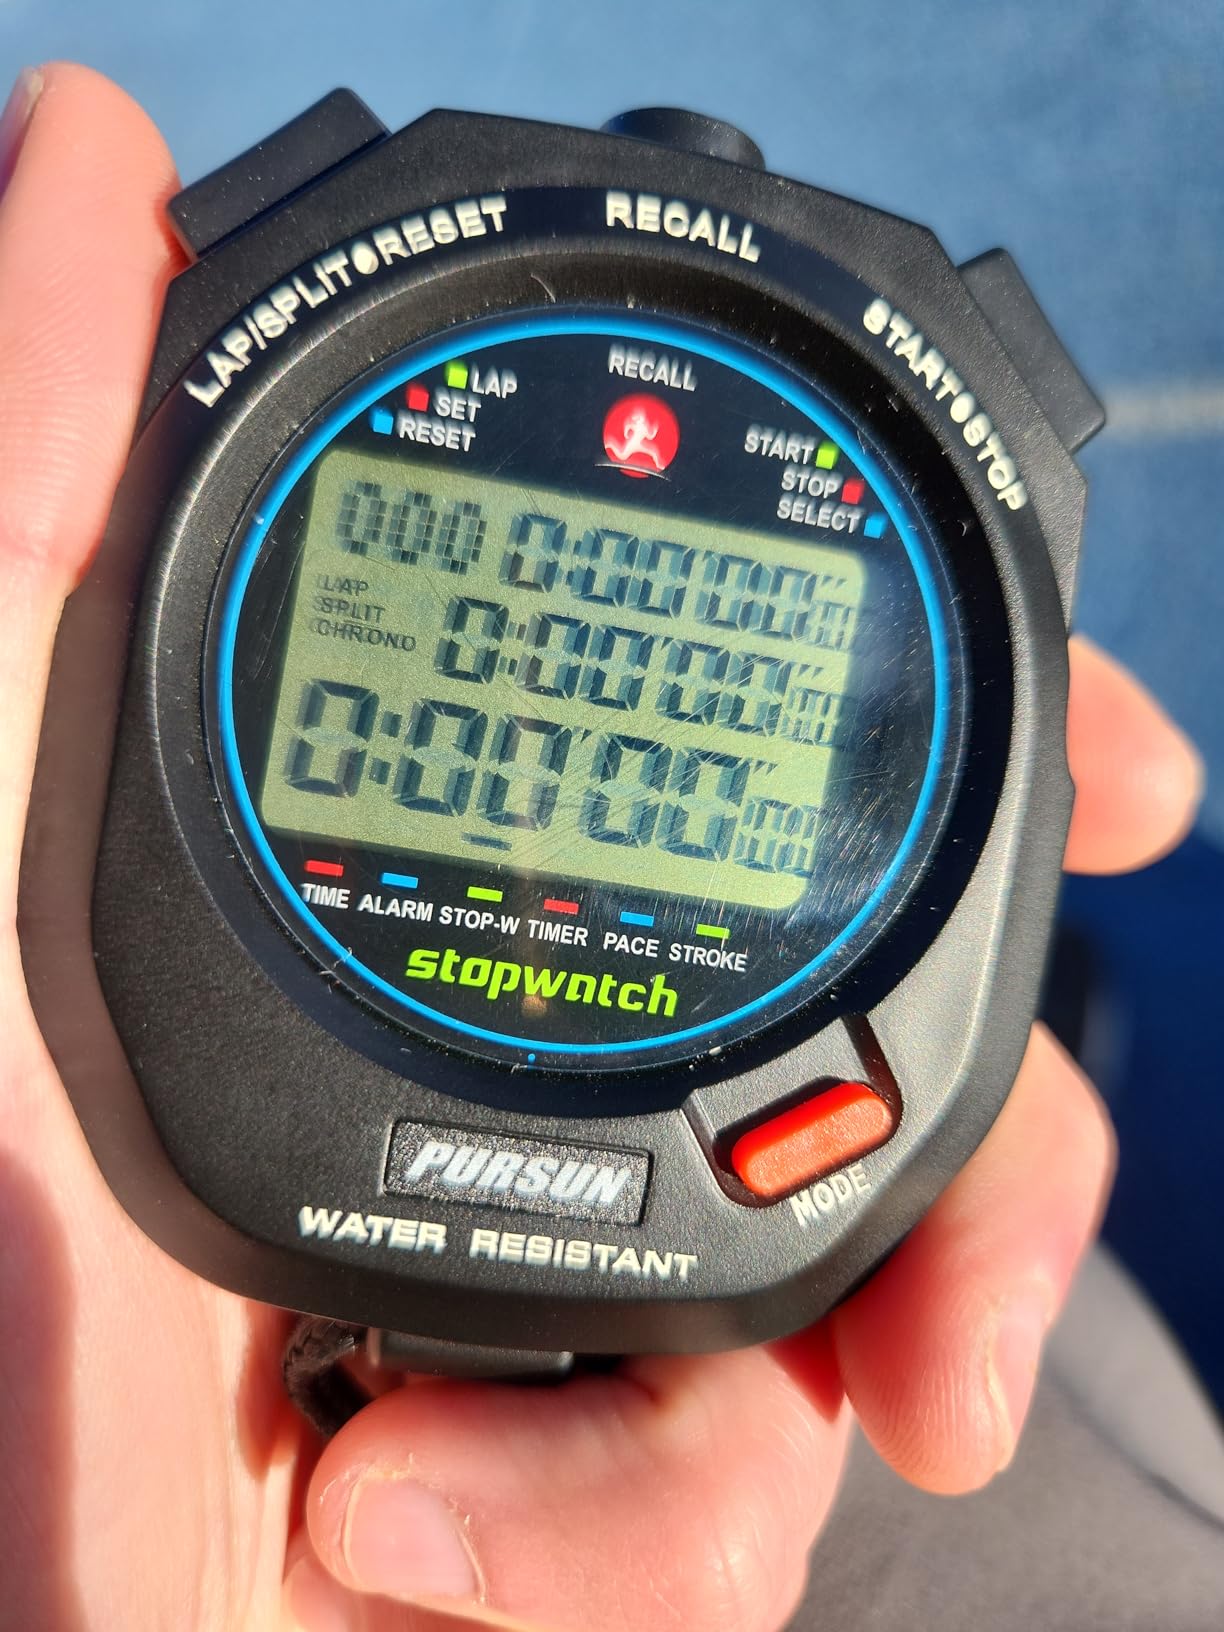 LAP/SPLIT●RESET
RECALL
START●STOP
LAP
SET
RESET
RECALL
START
STOP
SELECT
000 0:00'00"00
LAP
SPLIT
CHRONO
0:00'00"00
0:00'00"00
TIME ALARM STOP-W TIMER PACE STROKE
stopwatch
PURSUN
WATER RESISTANT
MODE